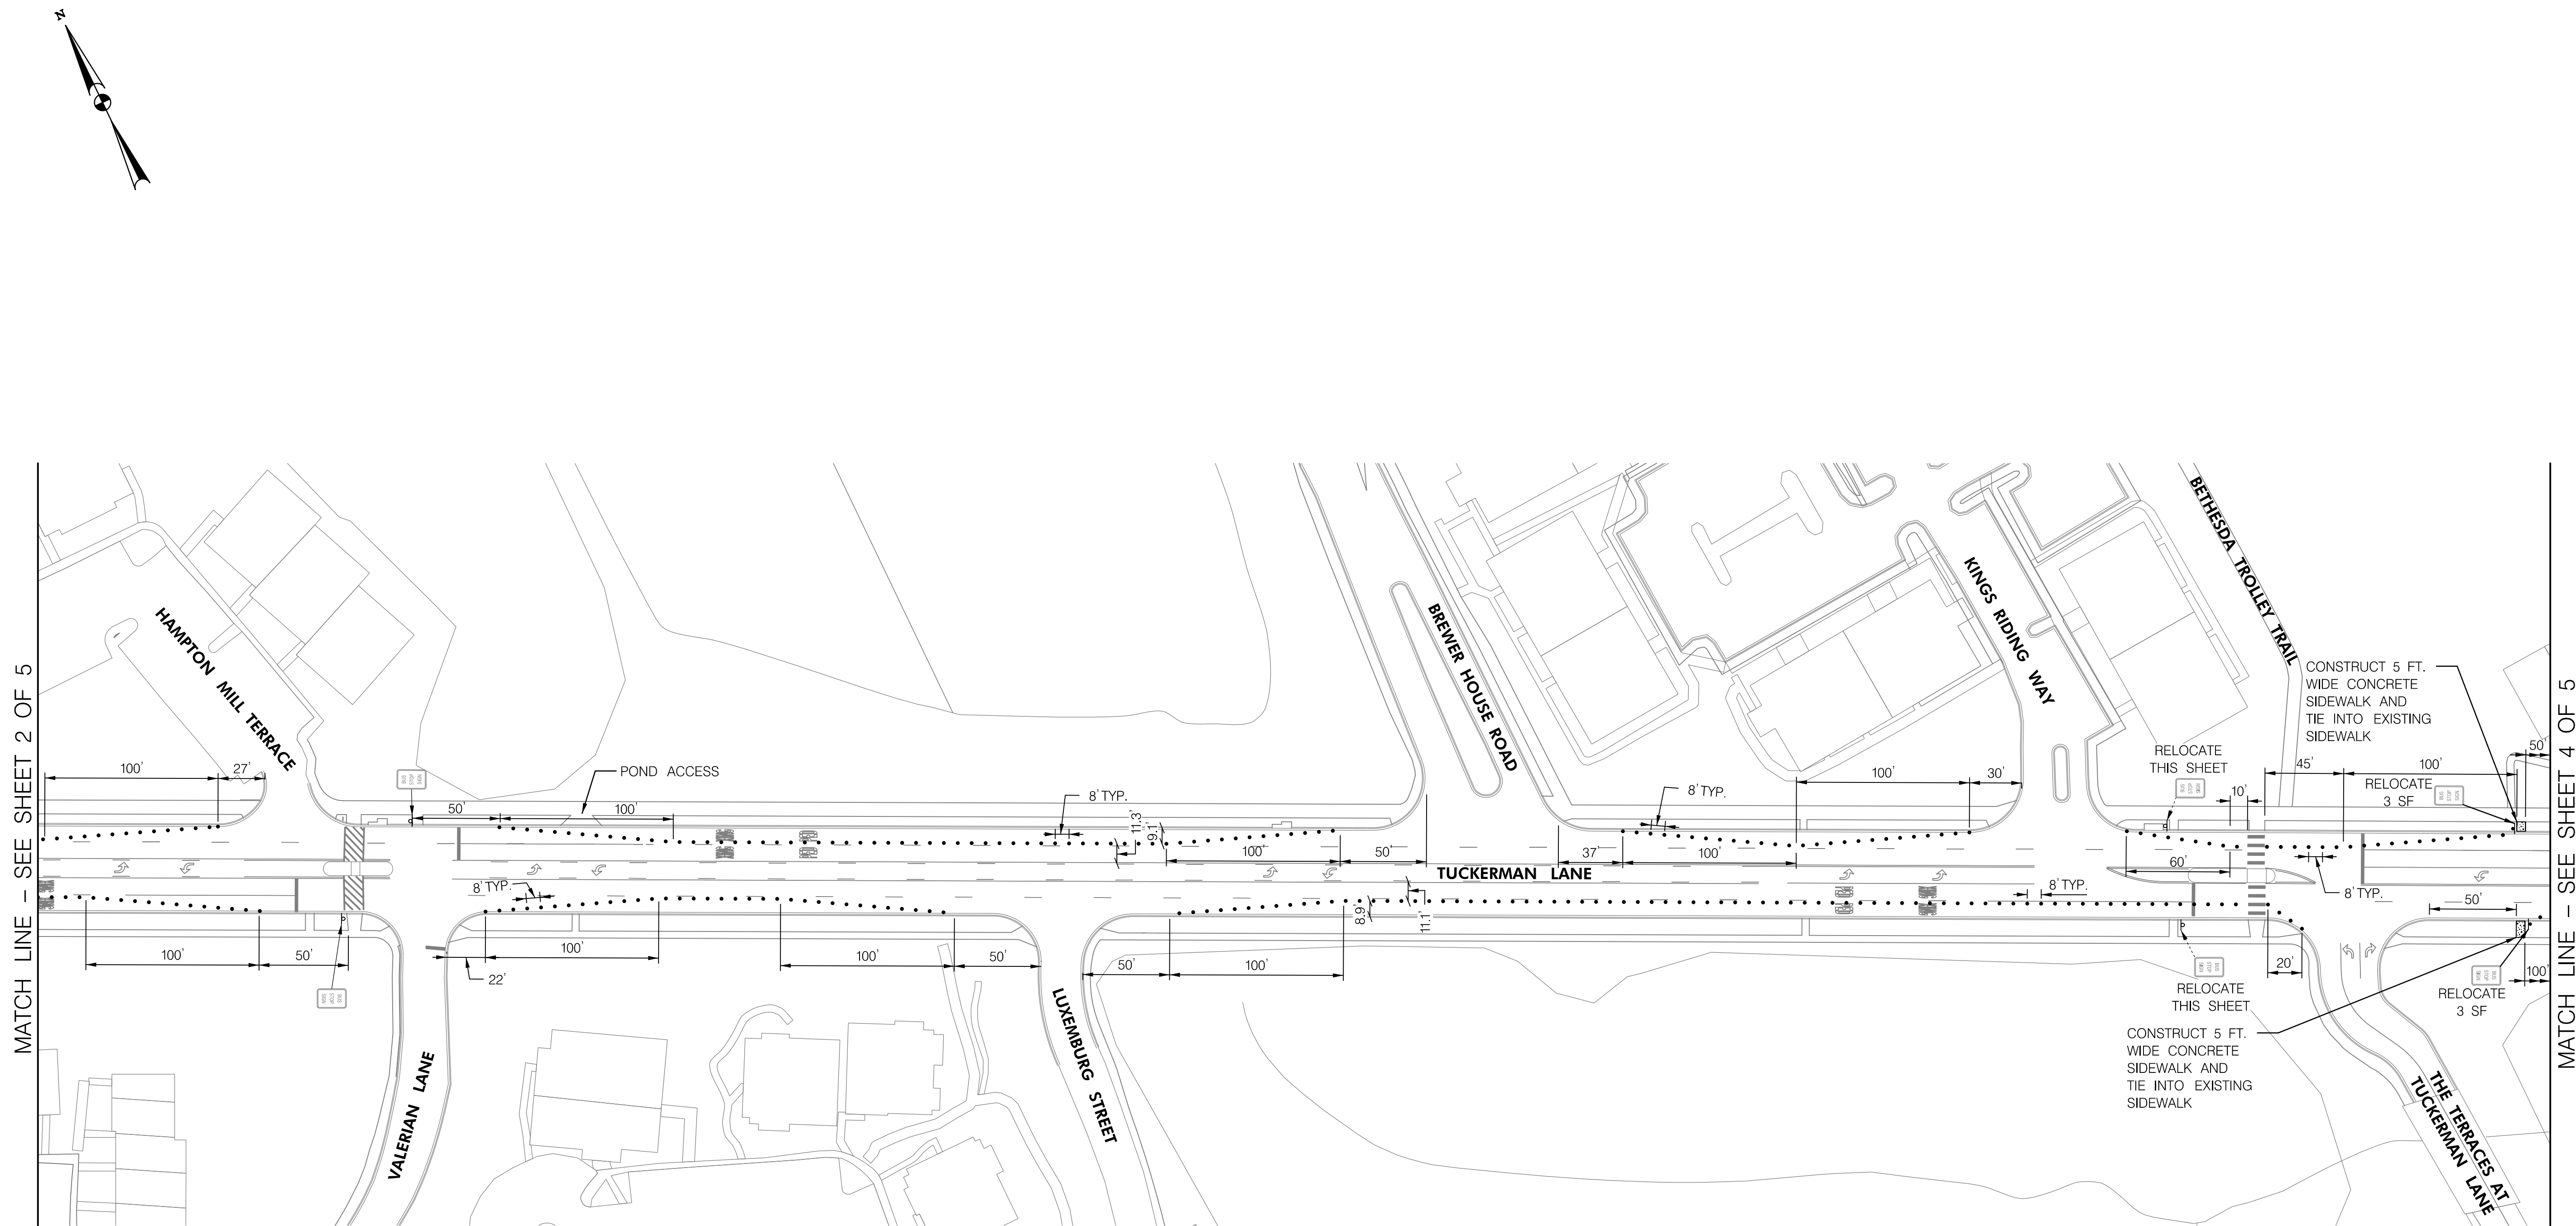 N
MATCH LINE - SEE SHEET 2 OF 5
HAMPTON MILL TERRACE
100'
27'
50'
100'
POND ACCESS
8' TYP.
11.3'
9.1'
100'
50'
BREWER HOUSE ROAD
37'
100'
8' TYP.
100'
30'
KINGS RIDING WAY
BETHESDA TROLLEY TRAIL
RELOCATE
THIS SHEET
10'
45'
100'
CONSTRUCT 5 FT.
WIDE CONCRETE
SIDEWALK AND
TIE INTO EXISTING
SIDEWALK
RELOCATE
3 SF
50'
60'
8' TYP.
TUCKERMAN LANE
8' TYP.
8' TYP.
100'
50'
BUS
STOP
SIGN
22'
100'
100'
50'
50'
100'
8.9'
11.1'
VALERIAN LANE
LUXEMBURG STREET
BUS
STOP
SIGN
RELOCATE
THIS SHEET
20'
50'
100'
RELOCATE
3 SF
CONSTRUCT 5 FT.
WIDE CONCRETE
SIDEWALK AND
TIE INTO EXISTING
SIDEWALK
THE TERRACES AT
TUCKERMAN LANE
MATCH LINE - SEE SHEET 4 OF 5